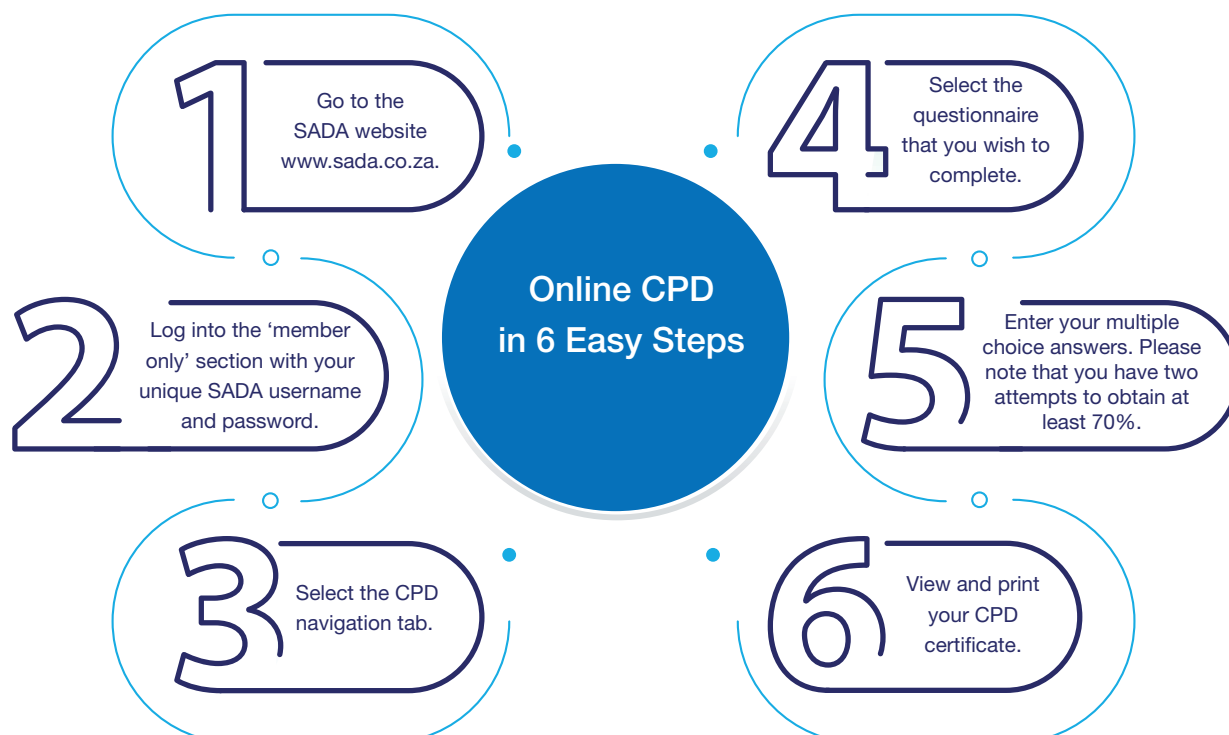 Online CPD
in 6 Easy Steps
1
Go to the
SADA website
www.sada.co.za.
2
Log into the ‘member
only’ section with your
unique SADA username
and password.
3
Select the CPD
navigation tab.
4
Select the
questionnaire
that you wish to
complete.
5
Enter your multiple
choice answers. Please
note that you have two
attempts to obtain at
least 70%.
6
View and print
your CPD
certificate.